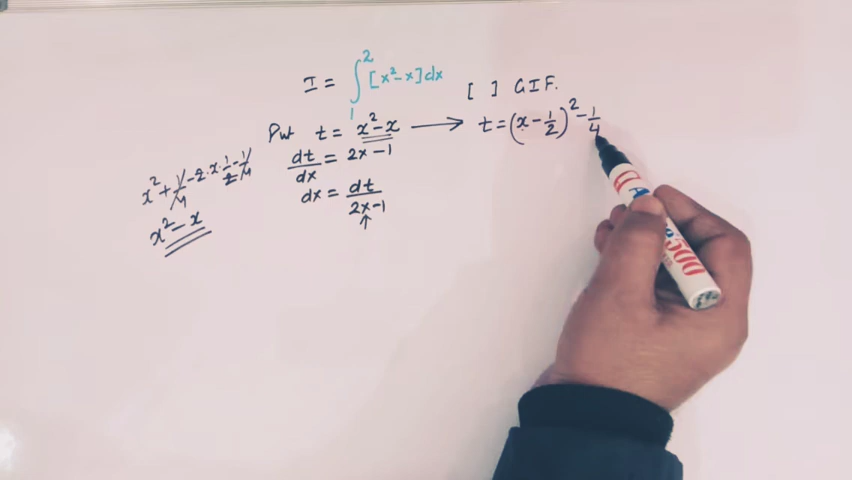 I = ∫₁² [x²-x] dx [ ] GIF.
Put t = x²-x ⟶ t = (x - 1/2)² - 1/4
dt/dx = 2x-1
dx = dt/2x-1
↑
x² + 1/4 - 2·x·1/2 - 1/4
x² - x